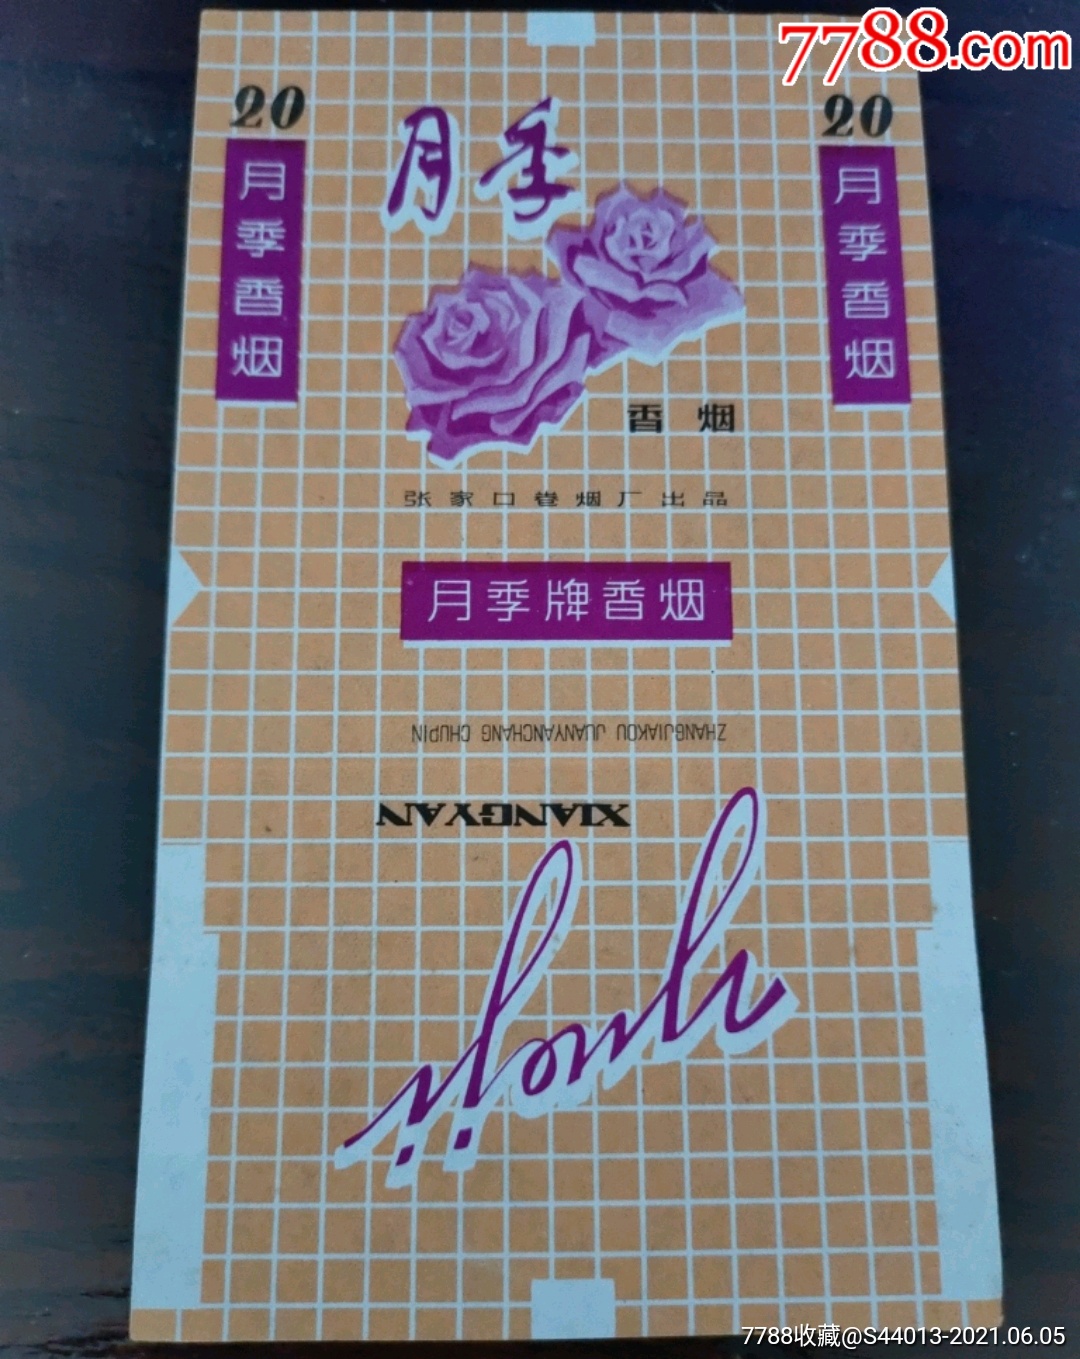 7788.com
20
月季香烟
月季
20
月季香烟
香烟
张家口卷烟厂出品
月季牌香烟
ZHANGJIAKOU JUANYANCHANG CHUPIN
XIANGYAN
yueji
7788收藏@S44013-2021.06.05